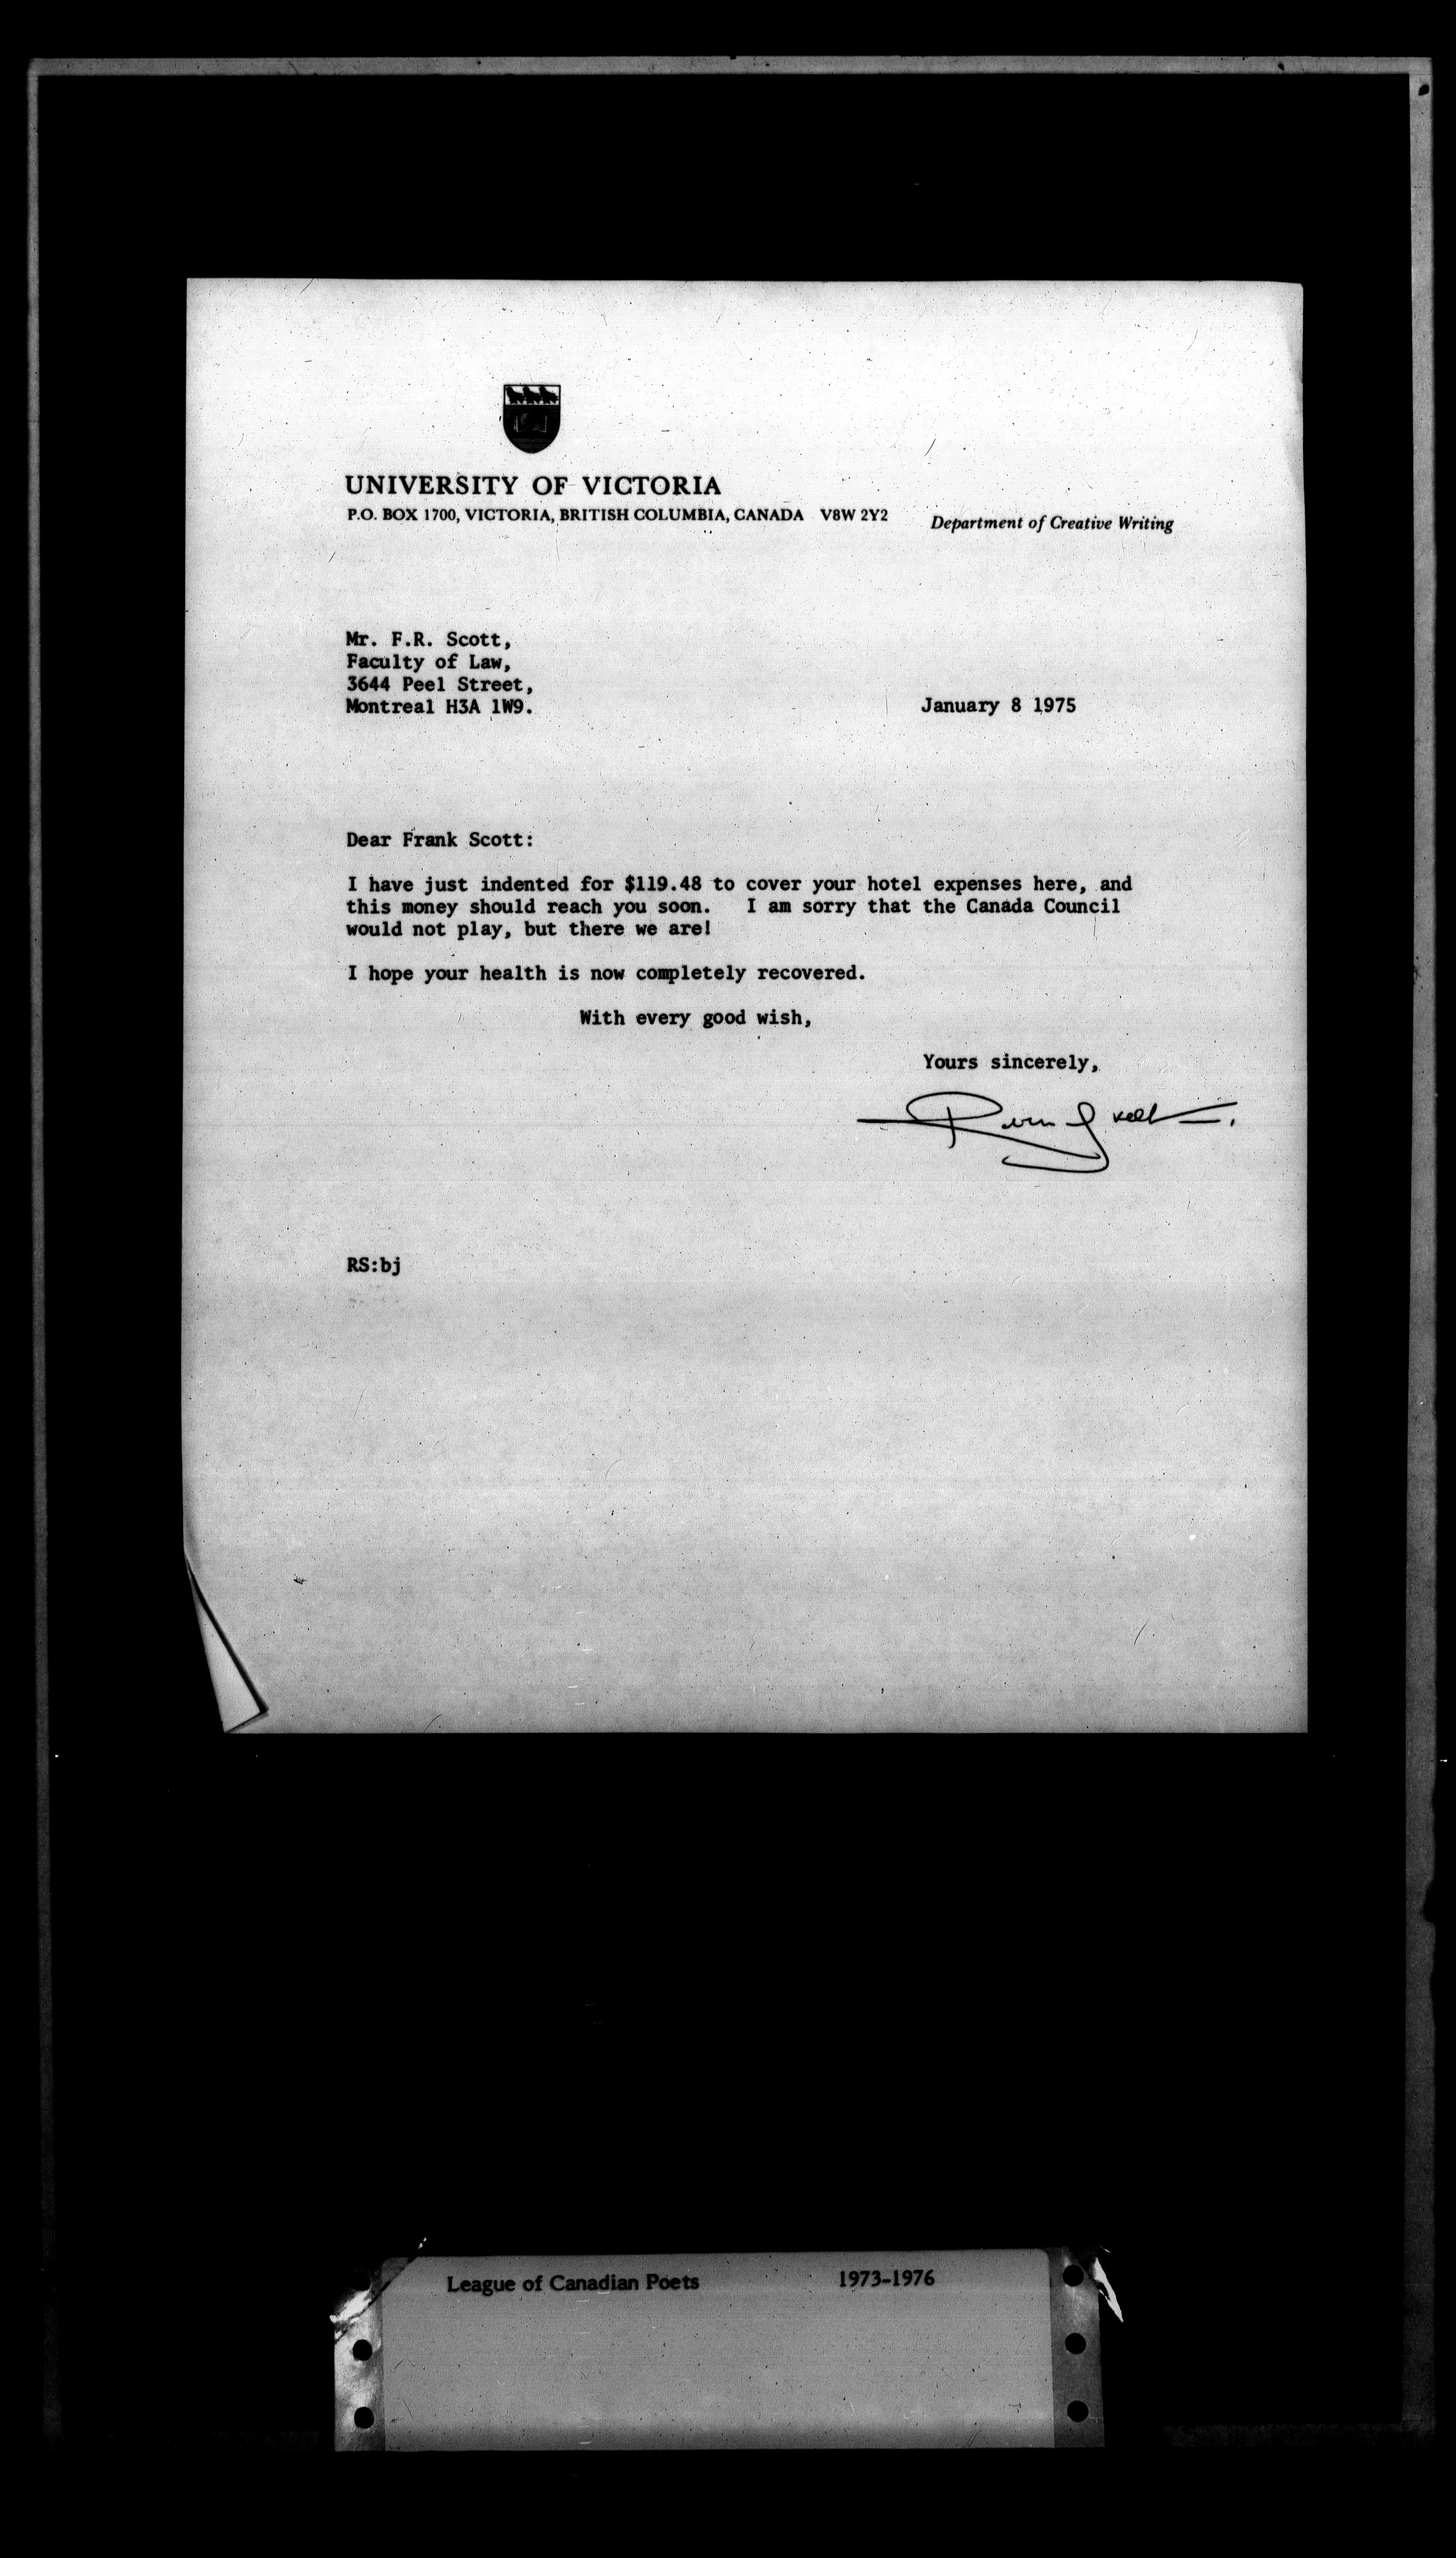 UNIVERSITY OF VICTORIA
P.O. BOX 1700, VICTORIA, BRITISH COLUMBIA, CANADA V8W 2Y2
Department of Creative Writing
Mr. F.R. Scott,
Faculty of Law,
3644 Peel Street,
Montreal H3A 1W9.
January 8 1975
Dear Frank Scott:
I have just indented for $119.48 to cover your hotel expenses here, and
this money should reach you soon. I am sorry that the Canada Council
would not play, but there we are!
I hope your health is now completely recovered.
With every good wish,
Yours sincerely,
RS:bj
League of Canadian Poets 1973-1976